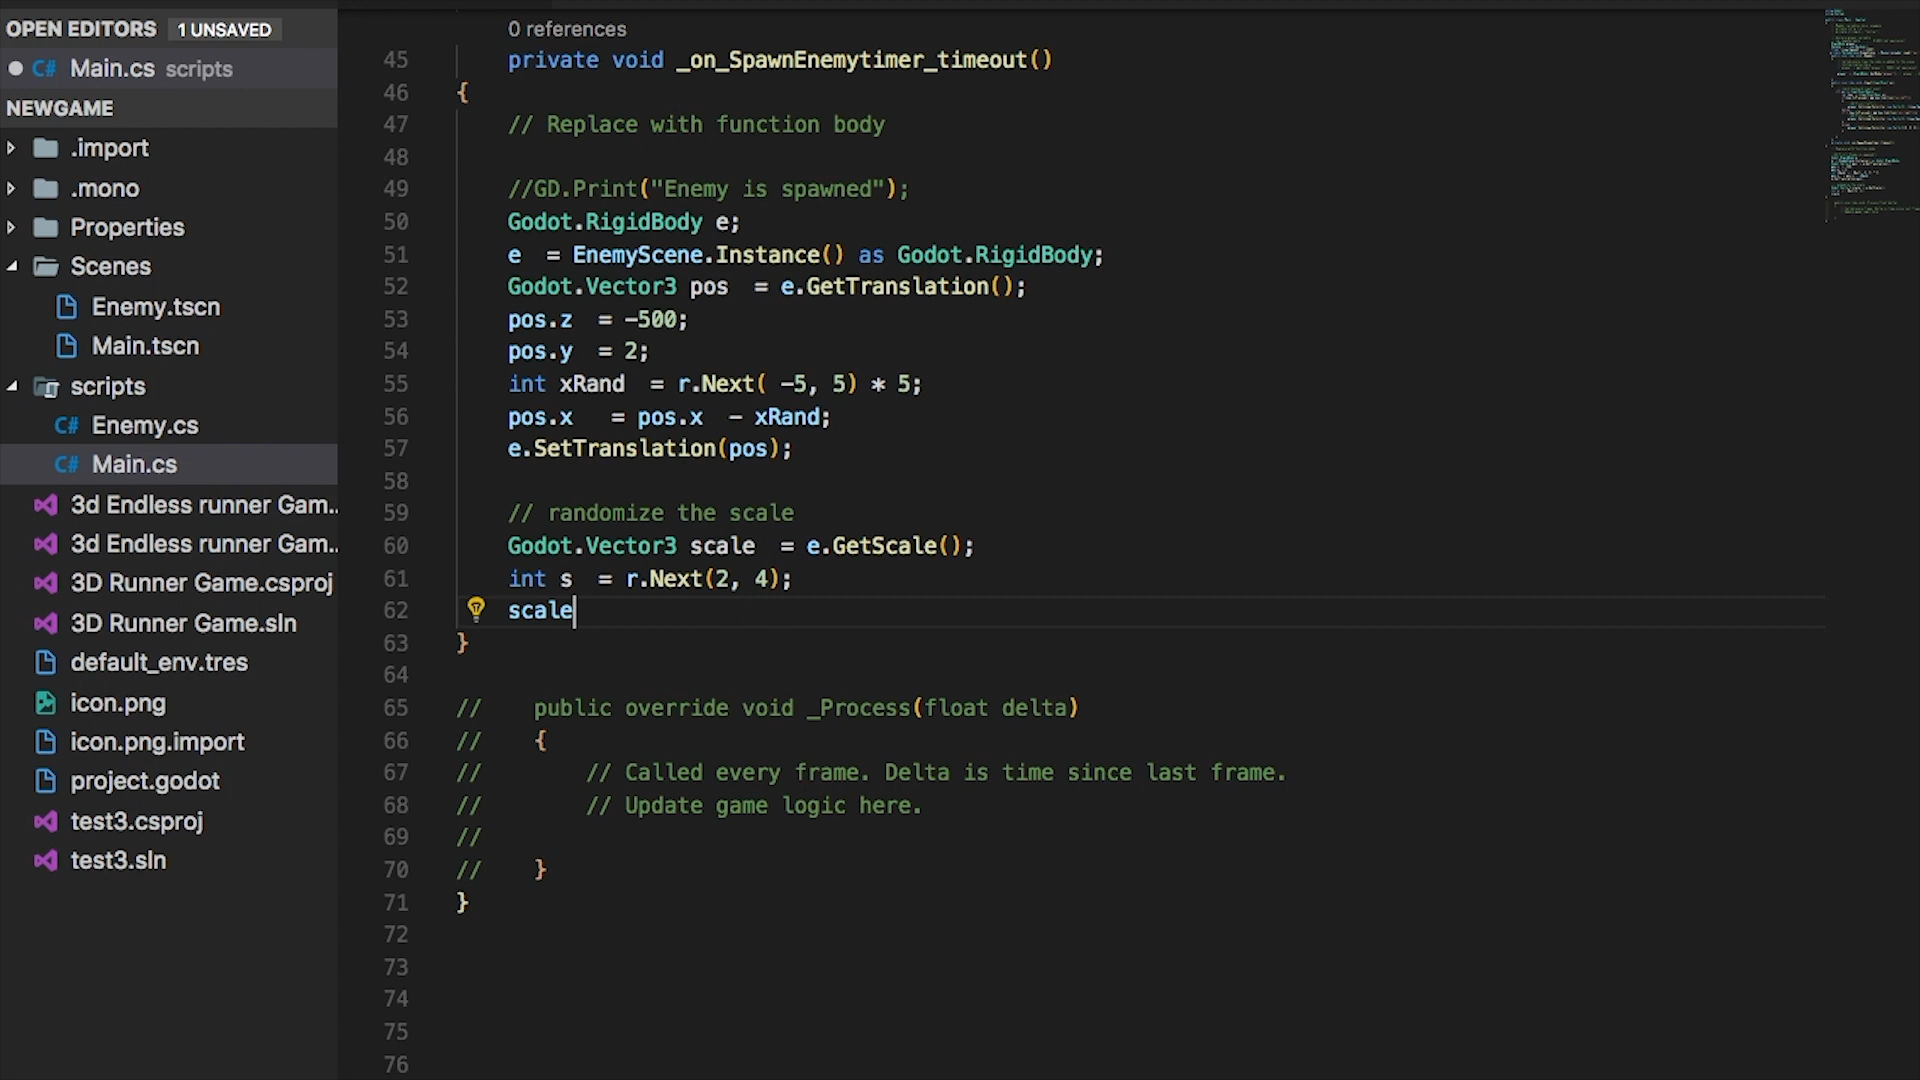 OPEN EDITORS 1 UNSAVED
Main.cs scripts
NEWGAME
.import
.mono
Properties
Scenes
Enemy.tscn
Main.tscn
scripts
Enemy.cs
Main.cs
3d Endless runner Gam..
3d Endless runner Gam..
3D Runner Game.csproj
3D Runner Game.sln
default_env.tres
icon.png
icon.png.import
project.godot
test3.csproj
test3.sln
0 references
45 private void _on_SpawnEnemytimer_timeout()
46 {
47 // Replace with function body
48
49 //GD.Print("Enemy is spawned");
50 Godot.RigidBody e;
51 e = EnemyScene.Instance() as Godot.RigidBody;
52 Godot.Vector3 pos = e.GetTranslation();
53 pos.z = -500;
54 pos.y = 2;
55 int xRand = r.Next( -5, 5) * 5;
56 pos.x = pos.x - xRand;
57 e.SetTranslation(pos);
58
59 // randomize the scale
60 Godot.Vector3 scale = e.GetScale();
61 int s = r.Next(2, 4);
62 scale
63 }
64
65 // public override void _Process(float delta)
66 // {
67 // // Called every frame. Delta is time since last frame.
68 // // Update game logic here.
69 //
70 // }
71 }
72
73
74
75
76